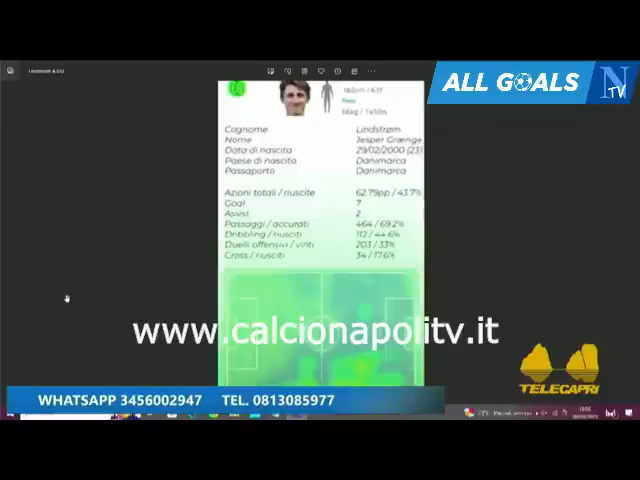 ALL GOALS
N
TV
182cm / 6'0"
Cognome Lindstrøm
Nome Jesper Grænge
Data di nascita 29/02/2000 (23)
Paese di nascita Danimarca
Passaporto Danimarca
Azioni totali / riuscite 62.79pp / 43.7%
Goal 7
Assist 2
Passaggi / accurati 464 / 69.2%
Dribbling / riusciti 112 / 44.6%
Duelli offensivi / vinti 203 / 33%
Cross / riusciti 34 / 17.6%
www.calcionapolitv.it
TELECAPRI
WHATSAPP 3456002947 TEL. 0813085977